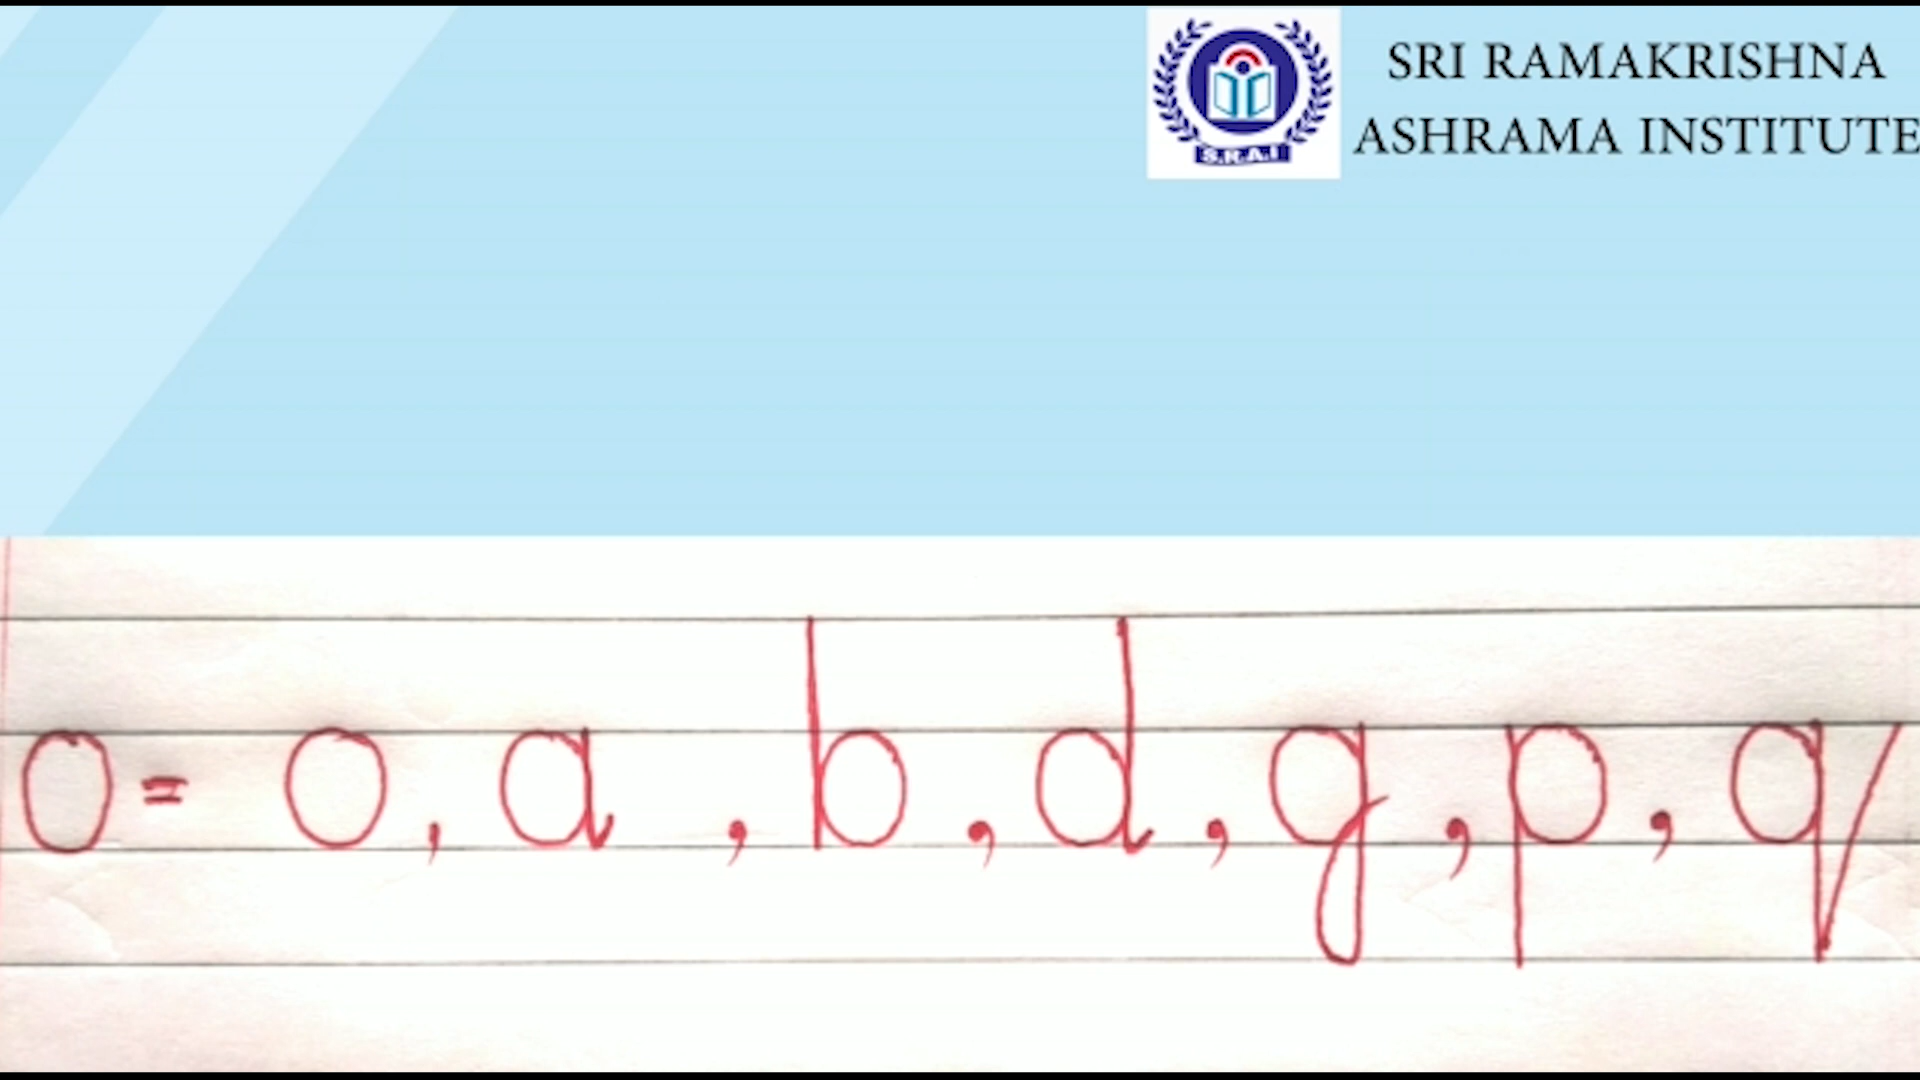 SRI RAMAKRISHNA
ASHRAMA INSTITUTE
S.R.A.I
o = o, a , b, d, g, p, q